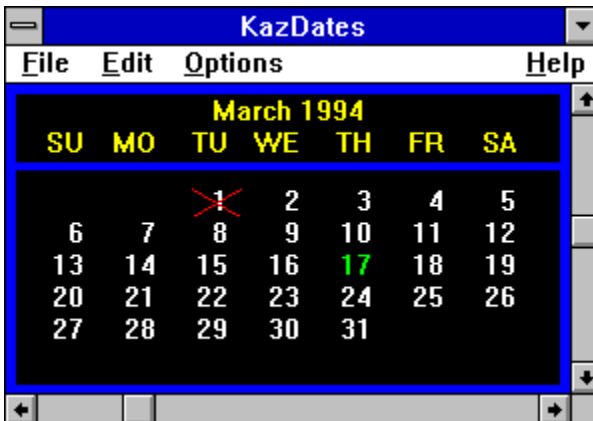 KazDates
File Edit Options Help
March 1994
SU MO TU WE TH FR SA
1 2 3 4 5
6 7 8 9 10 11 12
13 14 15 16 17 18 19
20 21 22 23 24 25 26
27 28 29 30 31